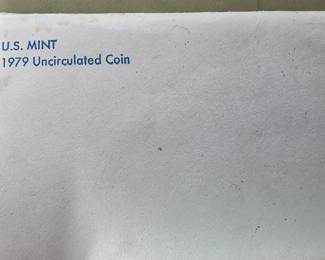 U.S. MINT
1979 Uncirculated Coin